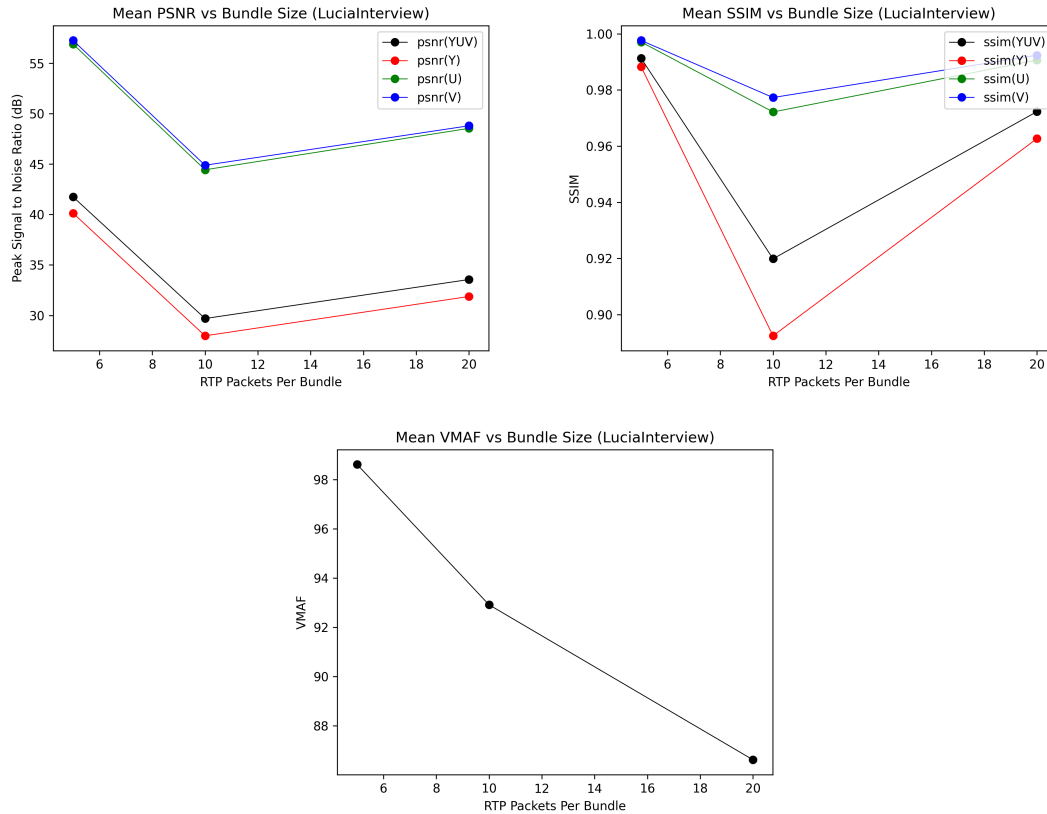 Mean PSNR vs Bundle Size (LuciaInterview)
Peak Signal to Noise Ratio (dB)
55
50
45
40
35
30
psnr(YUV)
psnr(Y)
psnr(U)
psnr(V)
6 8 10 12 14 16 18 20
RTP Packets Per Bundle
Mean SSIM vs Bundle Size (LuciaInterview)
SSIM
1.00
0.98
0.96
0.94
0.92
0.90
ssim(YUV)
ssim(Y)
ssim(U)
ssim(V)
6 8 10 12 14 16 18 20
RTP Packets Per Bundle
Mean VMAF vs Bundle Size (LuciaInterview)
VMAF
98
96
94
92
90
88
6 8 10 12 14 16 18 20
RTP Packets Per Bundle